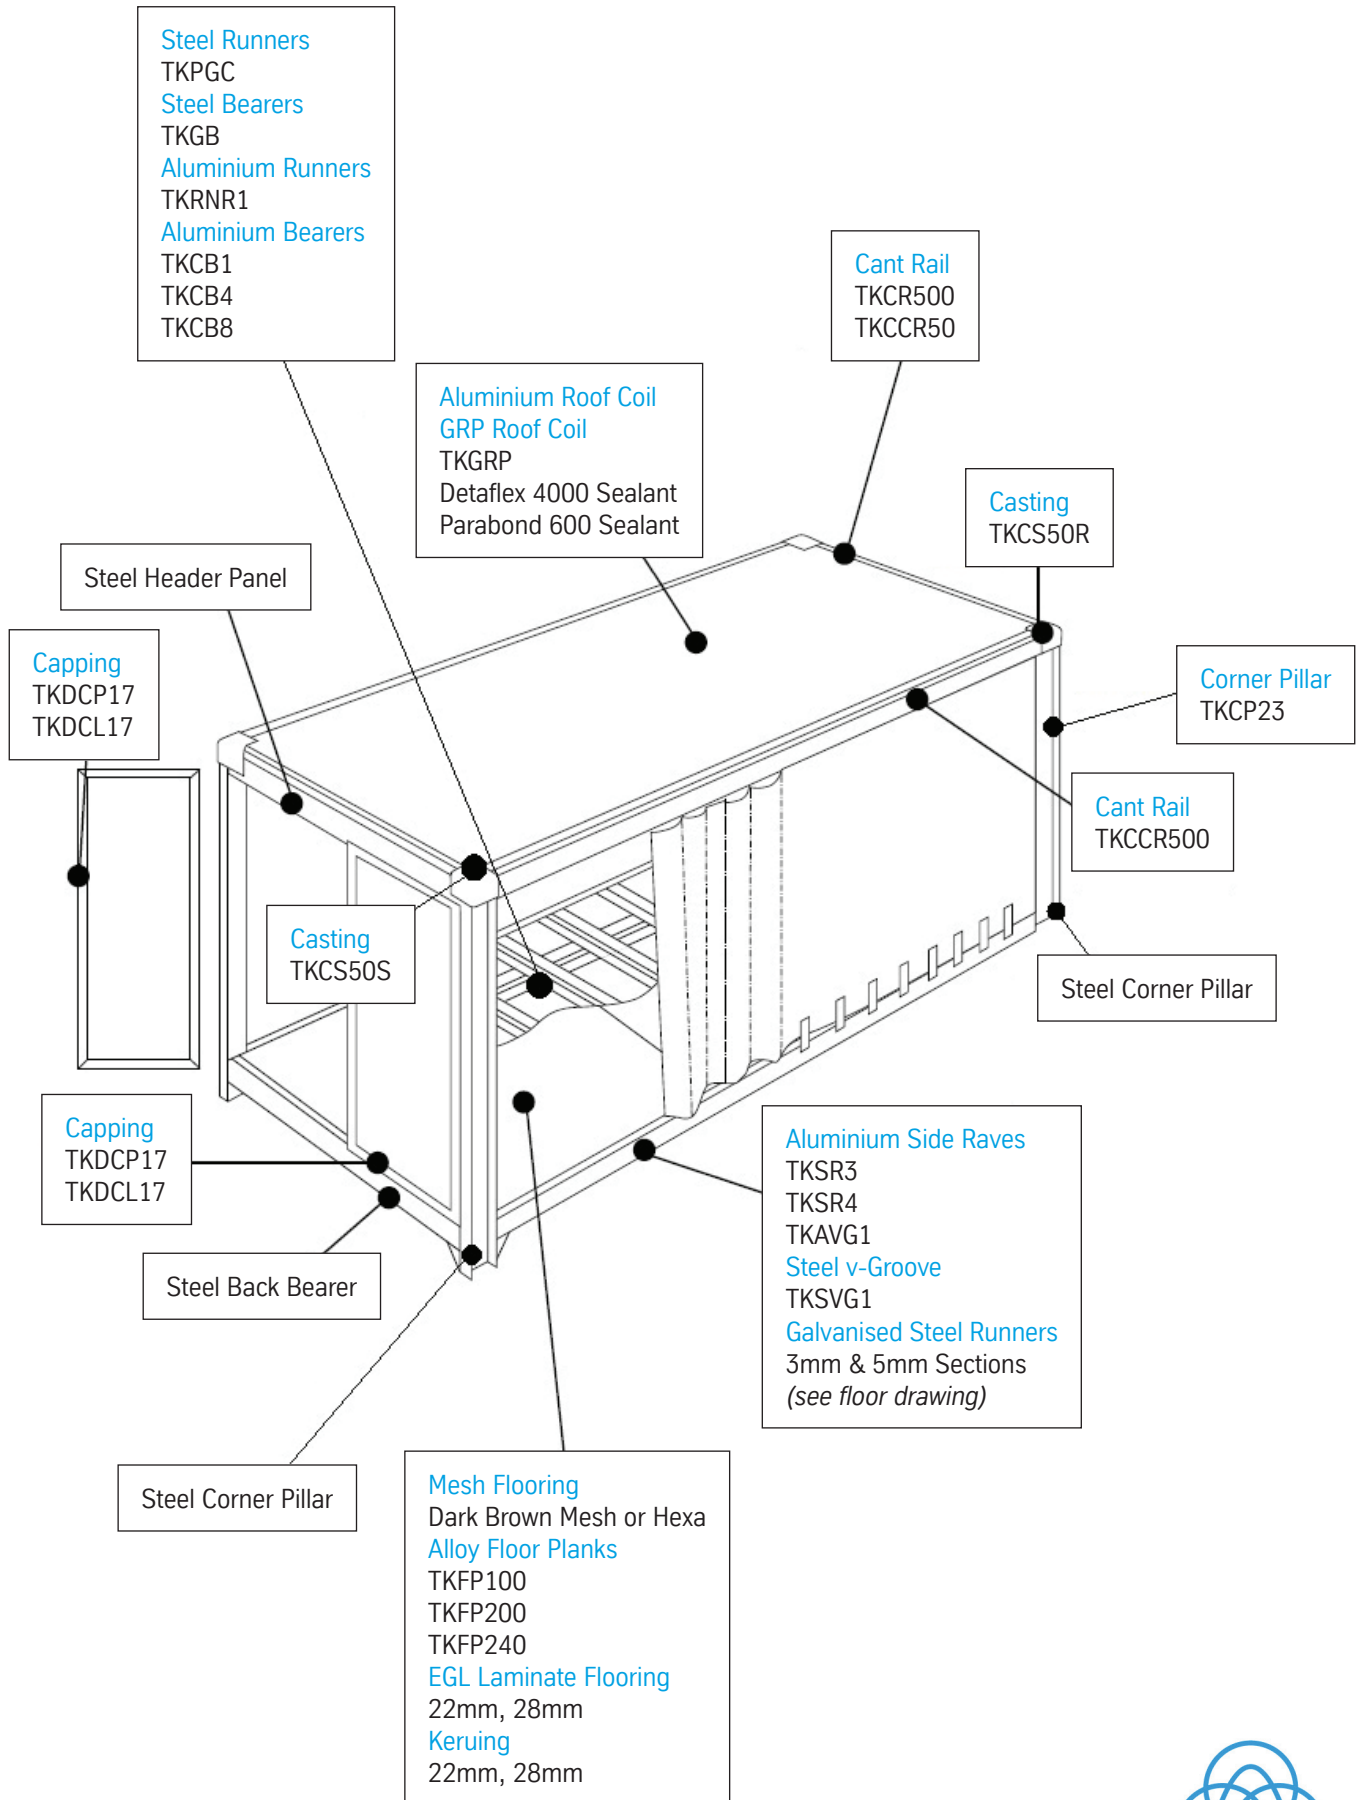 Steel Runners
TKPGC
Steel Bearers
TKGB
Aluminium Runners
TKRNR1
Aluminium Bearers
TKCB1
TKCB4
TKCB8
Cant Rail
TKCR500
TKCCR50
Aluminium Roof Coil
GRP Roof Coil
TKGRP
Detaflex 4000 Sealant
Parabond 600 Sealant
Casting
TKCS50R
Steel Header Panel
Capping
TKDCP17
TKDCL17
Corner Pillar
TKCP23
Cant Rail
TKCCR500
Casting
TKCS50S
Steel Corner Pillar
Capping
TKDCP17
TKDCL17
Steel Back Bearer
Aluminium Side Raves
TKSR3
TKSR4
TKAVG1
Steel v-Groove
TKSVG1
Galvanised Steel Runners
3mm & 5mm Sections
(see floor drawing)
Steel Corner Pillar
Mesh Flooring
Dark Brown Mesh or Hexa
Alloy Floor Planks
TKFP100
TKFP200
TKFP240
EGL Laminate Flooring
22mm, 28mm
Keruing
22mm, 28mm